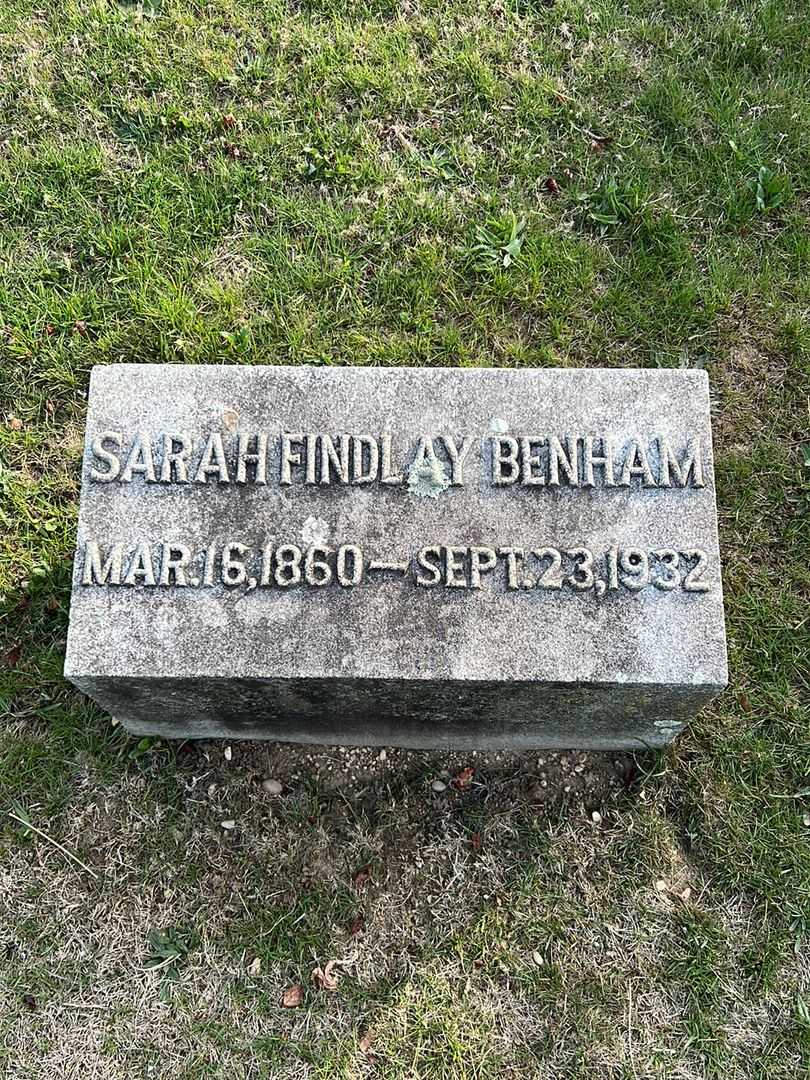 SARAH FINDLAY BENHAM
MAR. 16, 1860 — SEPT. 23, 1932